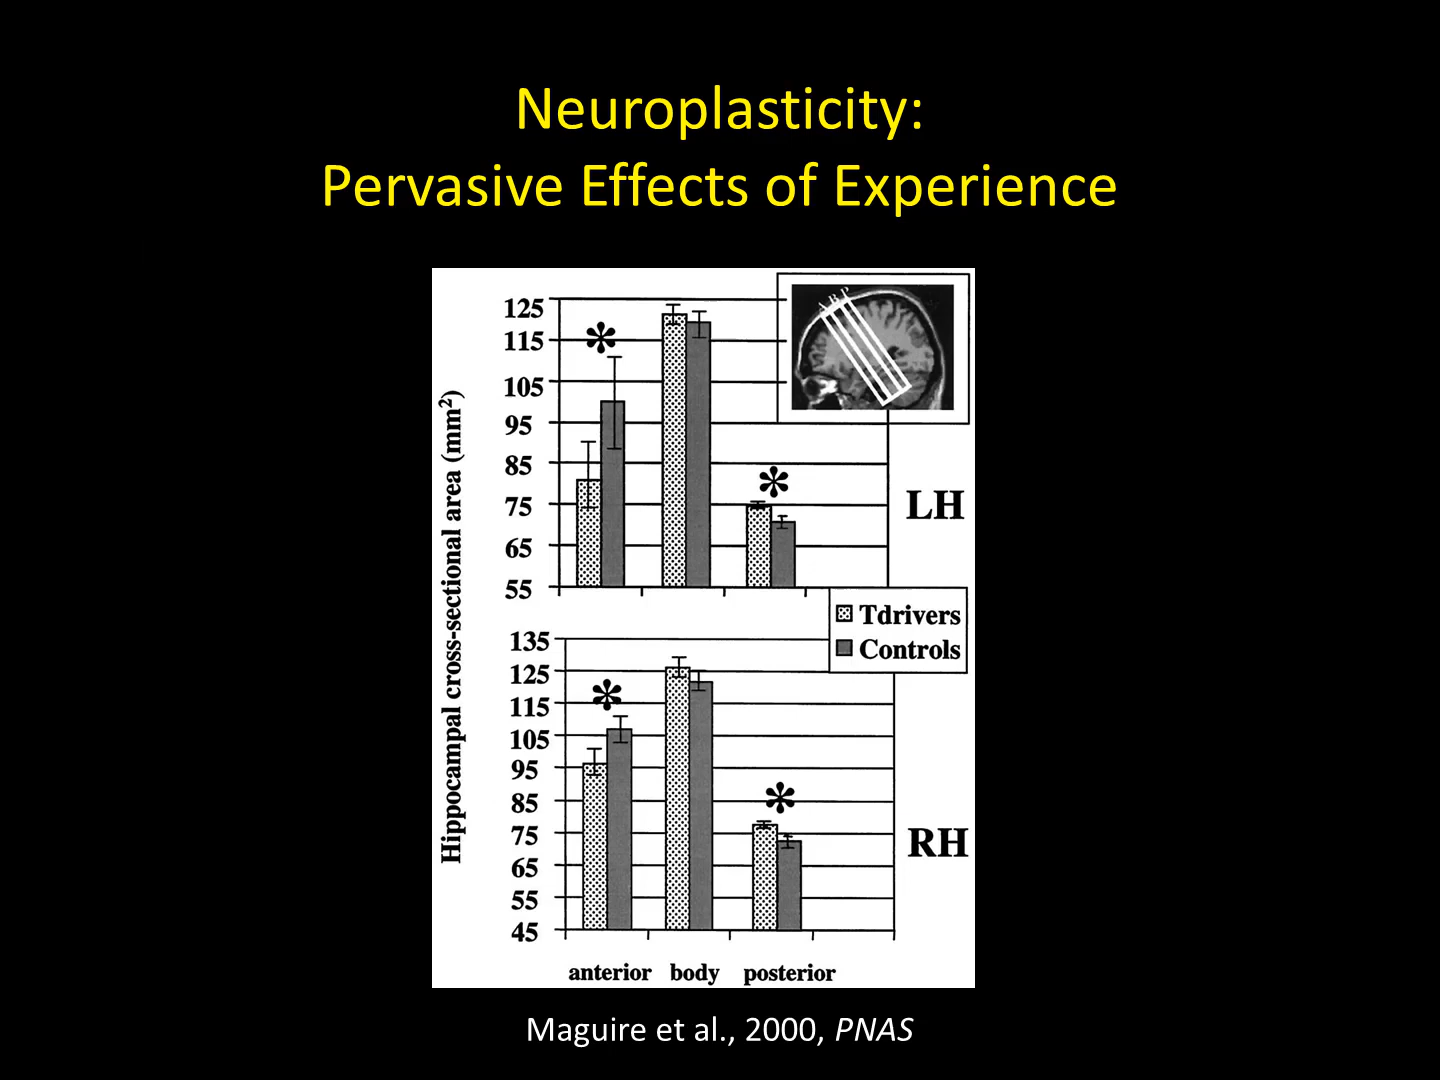 Neuroplasticity:
Pervasive Effects of Experience
Hippocampal cross-sectional area (mm²)
125
115
105
95
85
75
65
55
*
*
A B P
LH
Tdrivers
Controls
135
125
115
105
95
85
75
65
55
45
*
*
RH
anterior body posterior
Maguire et al., 2000, PNAS